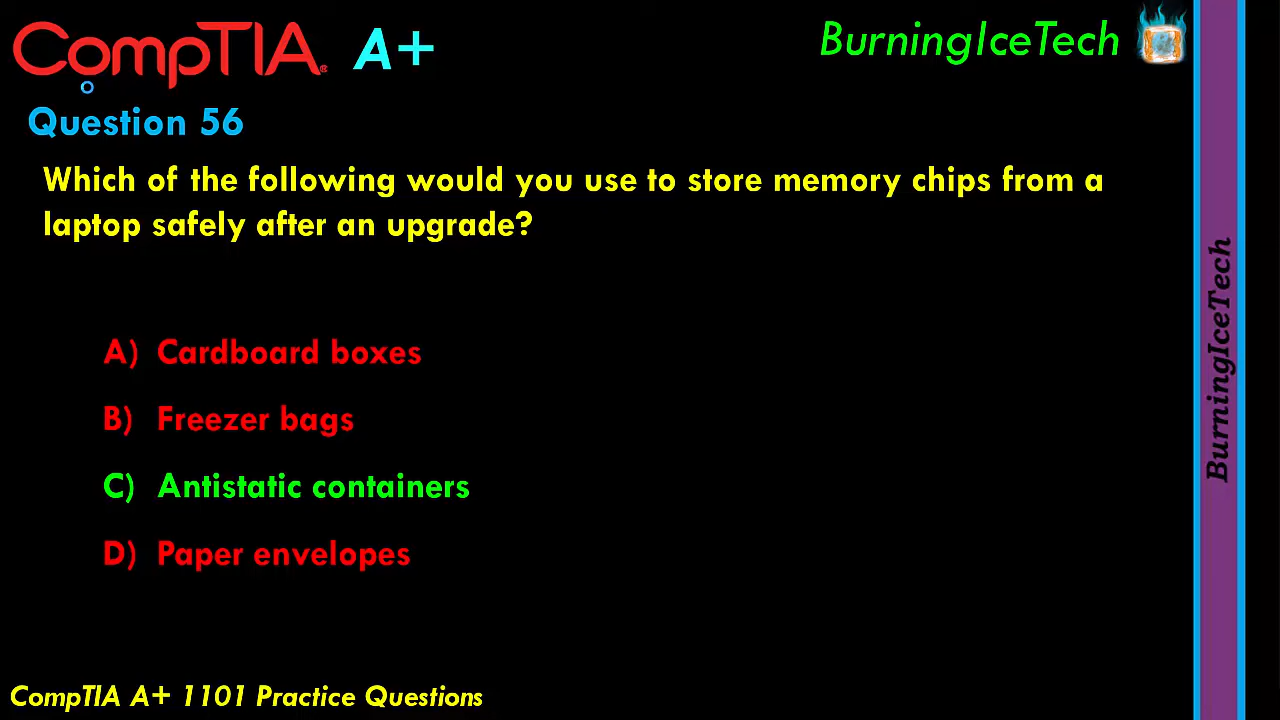 CompTIA® A+
BurningIceTech
Question 56
Which of the following would you use to store memory chips from a
laptop safely after an upgrade?
A) Cardboard boxes
B) Freezer bags
C) Antistatic containers
D) Paper envelopes
BurningIceTech
CompTIA A+ 1101 Practice Questions